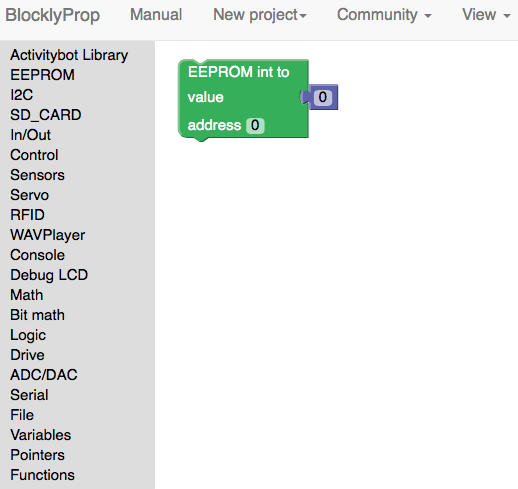 BlocklyProp Manual New project Community View
Activitybot Library
EEPROM
I2C
SD_CARD
In/Out
Control
Sensors
Servo
RFID
WAVPlayer
Console
Debug LCD
Math
Bit math
Logic
Drive
ADC/DAC
Serial
File
Variables
Pointers
Functions
EEPROM int to
value 0
address 0